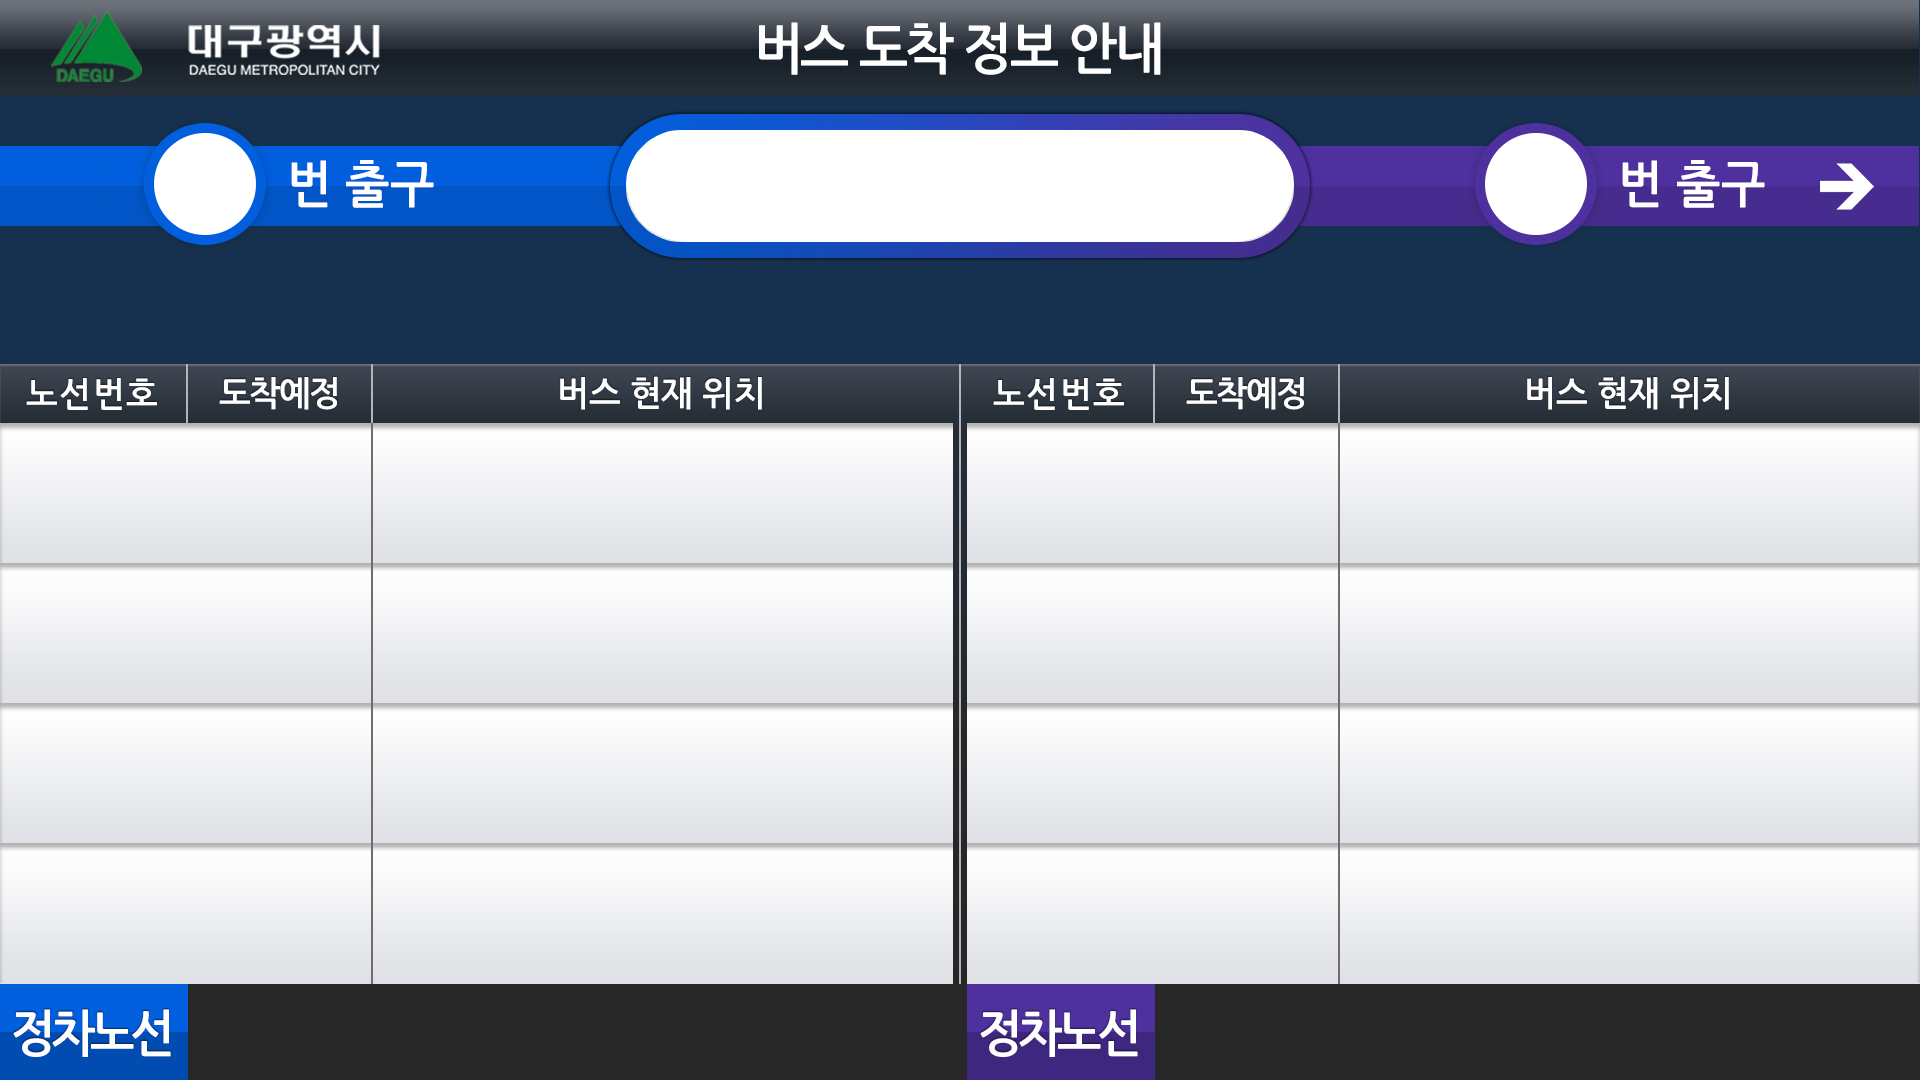 대구광역시
DAEGU METROPOLITAN CITY
DAEGU
버스 도착 정보 안내
번 출구
번 출구
노선번호 도착예정 버스 현재 위치 노선번호 도착예정 버스 현재 위치
정차노선 정차노선